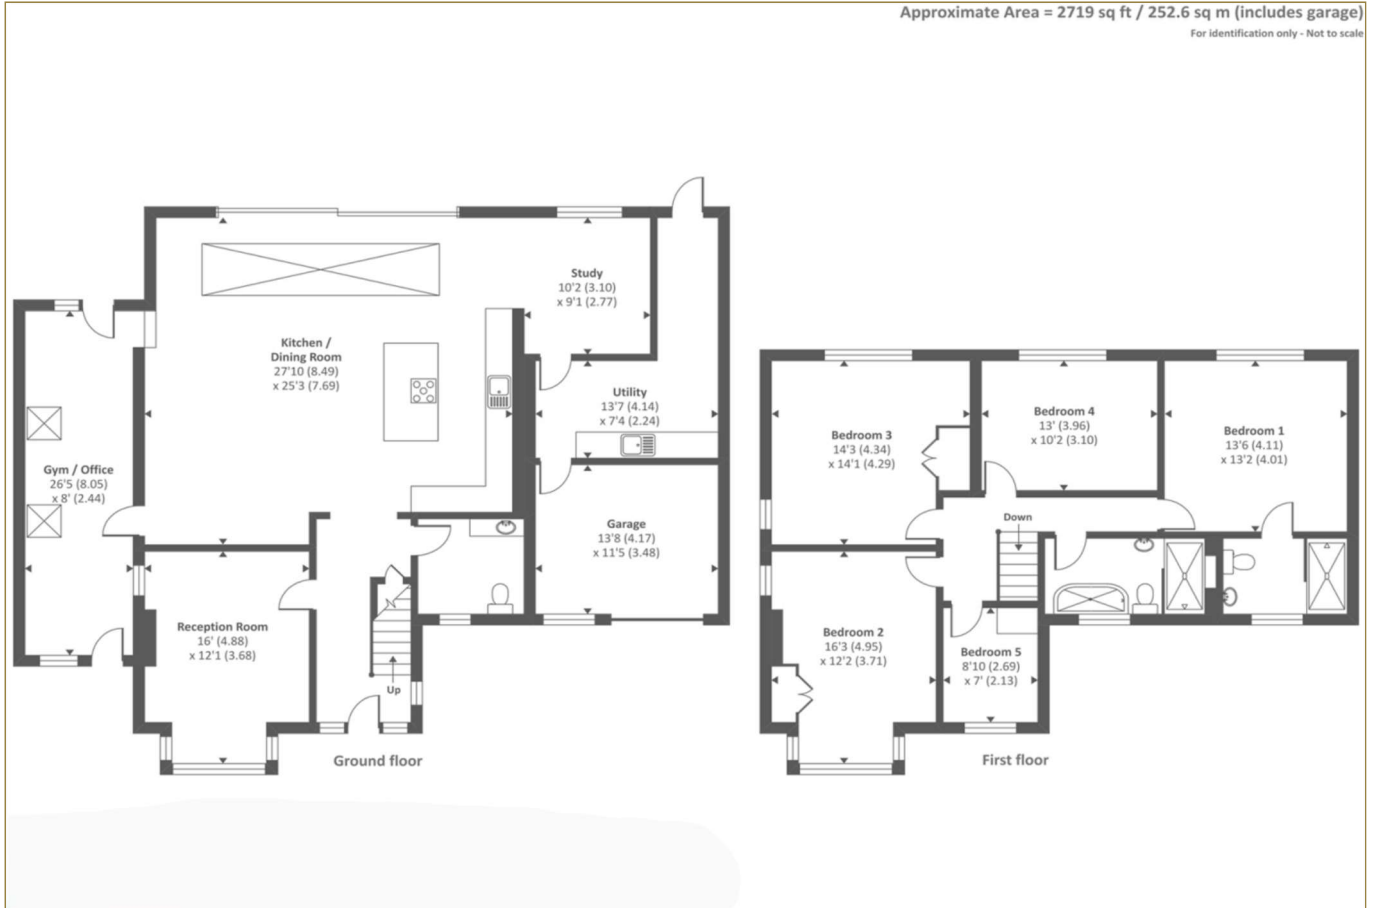 Approximate Area = 2719 sq ft / 252.6 sq m (includes garage)
For identification only - Not to scale
Study
10'2 (3.10)
x 9'1 (2.77)
Kitchen /
Dining Room
27'10 (8.49)
x 25'3 (7.69)
Utility
13'7 (4.14)
x 7'4 (2.24)
Gym / Office
26'5 (8.05)
x 8' (2.44)
Garage
13'8 (4.17)
x 11'5 (3.48)
Reception Room
16' (4.88)
x 12'1 (3.68)
Up
Ground floor
Bedroom 3
14'3 (4.34)
x 14'1 (4.29)
Bedroom 4
13' (3.96)
x 10'2 (3.10)
Bedroom 1
13'6 (4.11)
x 13'2 (4.01)
Down
Bedroom 2
16'3 (4.95)
x 12'2 (3.71)
Bedroom 5
8'10 (2.69)
x 7' (2.13)
First floor